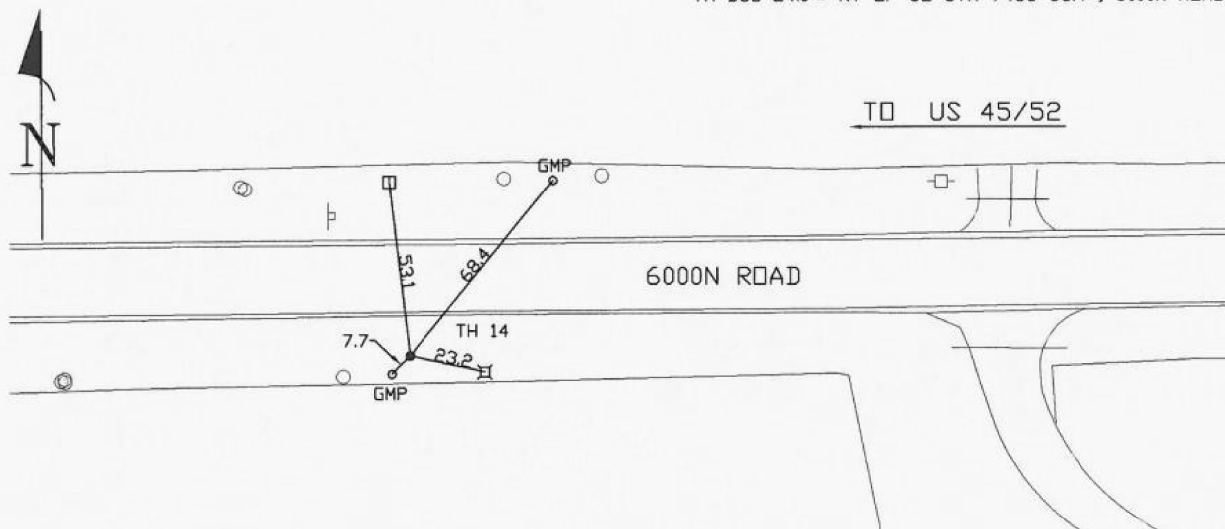 N
TO US 45/52
GMP
53.1
68.4
6000N ROAD
TH 14
7.7
23.2
GMP